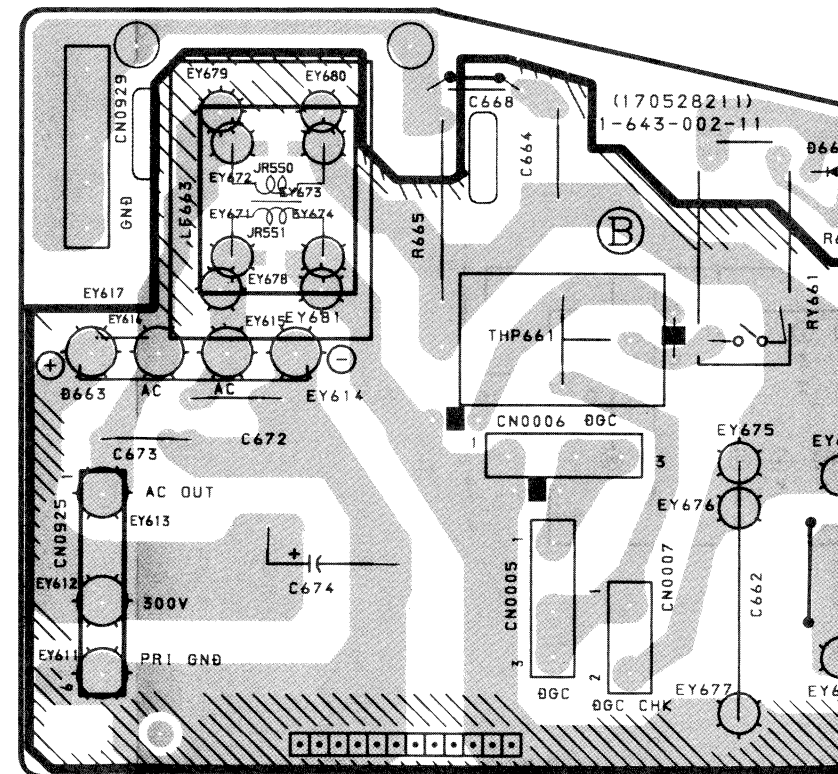 EY679
EY680
CN0929
C668
(170528211)
1-643-002-11
C664
JR550
EY672
EY673
LF663
EY671
EY674
GND
JR551
R665
B
EY678
EY617
RY661
EY616
EY615
EY681
THP661
+
-
D663
AC
AC
EY614
C672
CN0006
DGC
1
3
EY675
C673
1
AC OUT
EY676
CN0925
EY613
1
CN0005
CN0007
EY612
300V
+
C674
1
C662
EY611
PRI GND
3
2
6
DGC
DGC CHK
EY677